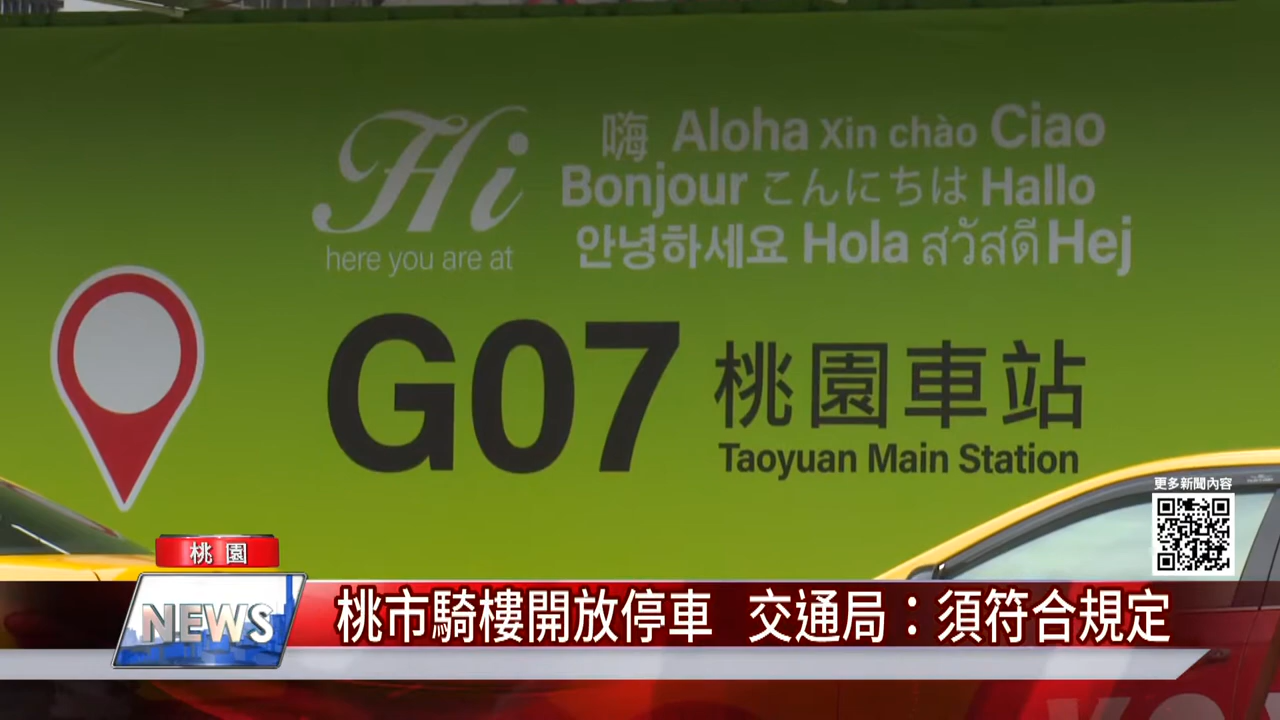 Hi
here you are at
嗨 Aloha Xin chào Ciao
Bonjour こんにちは Hallo
안녕하세요 Hola สวัสดี Hej
G07 桃園車站
Taoyuan Main Station
更多新聞內容
桃園
NEWS
桃市騎樓開放停車 交通局：須符合規定